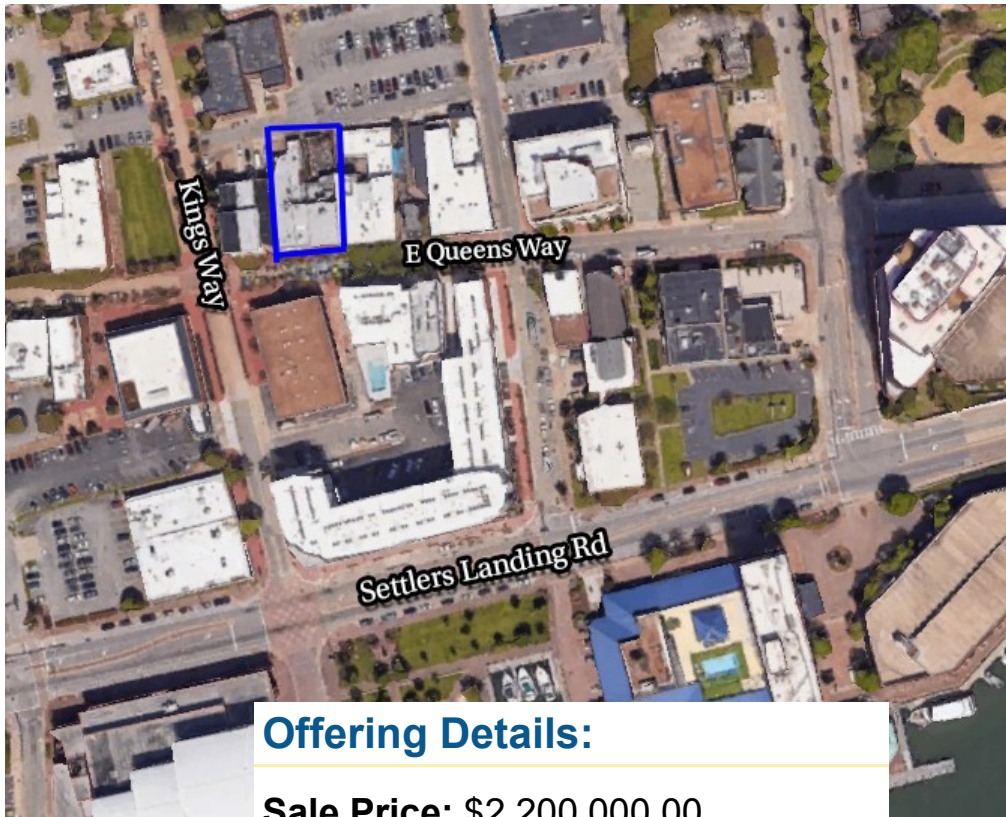 Kings Way
E Queens Way
Settlers Landing Rd
Offering Details:
Sale Price: $2,200,000.00